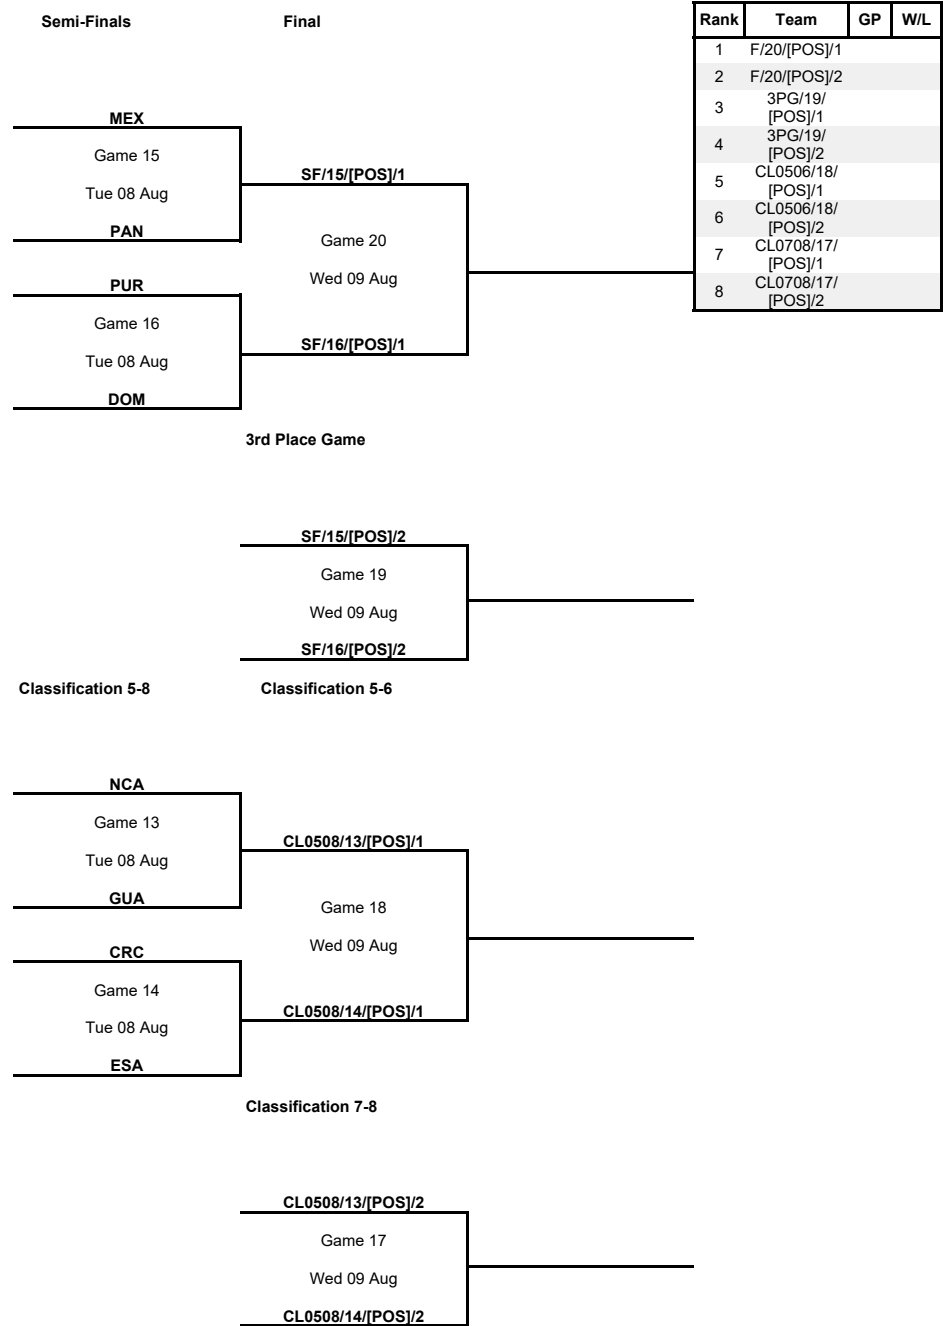 Semi-Finals
Final
Rank Team GP W/L
1 F/20/[POS]/1
2 F/20/[POS]/2
3 3PG/19/
[POS]/1
4 3PG/19/
[POS]/2
5 CL0506/18/
[POS]/1
6 CL0506/18/
[POS]/2
7 CL0708/17/
[POS]/1
8 CL0708/17/
[POS]/2
MEX
Game 15
Tue 08 Aug
PAN
SF/15/[POS]/1
Game 20
Wed 09 Aug
SF/16/[POS]/1
PUR
Game 16
Tue 08 Aug
DOM
3rd Place Game
SF/15/[POS]/2
Game 19
Wed 09 Aug
SF/16/[POS]/2
Classification 5-8
Classification 5-6
NCA
Game 13
Tue 08 Aug
GUA
CL0508/13/[POS]/1
Game 18
Wed 09 Aug
CL0508/14/[POS]/1
CRC
Game 14
Tue 08 Aug
ESA
Classification 7-8
CL0508/13/[POS]/2
Game 17
Wed 09 Aug
CL0508/14/[POS]/2